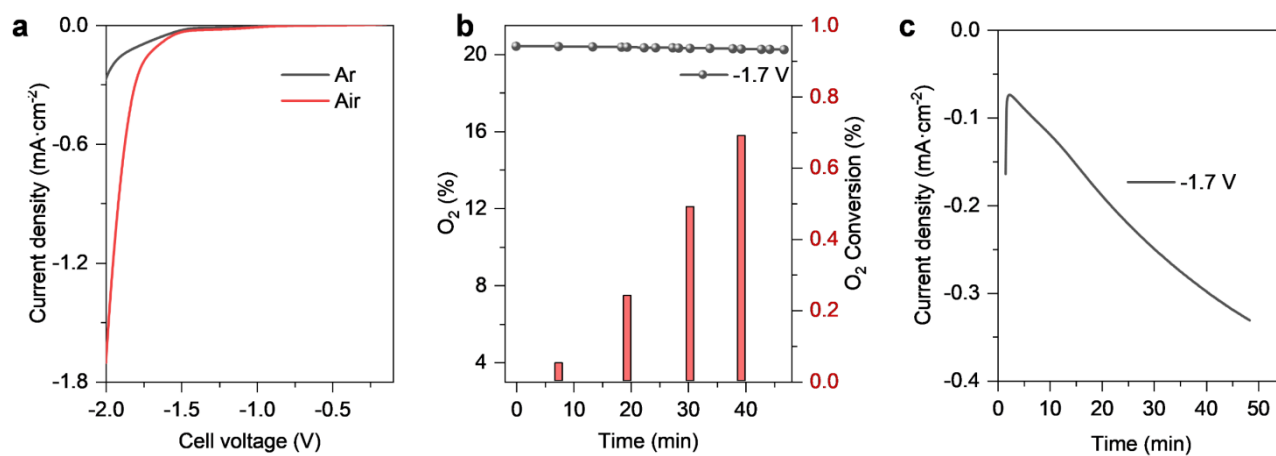 a
Current density (mA·cm⁻²)
0.0
-0.6
-1.2
-1.8
Ar
Air
-2.0 -1.5 -1.0 -0.5
Cell voltage (V)
b
O₂ (%)
20
16
12
8
4
-1.7 V
1.0
0.8
0.6
0.4
0.2
0.0
O₂ Conversion (%)
0 10 20 30 40
Time (min)
c
Current density (mA·cm⁻²)
0.0
-0.1
-0.2
-0.3
-0.4
-1.7 V
0 10 20 30 40 50
Time (min)